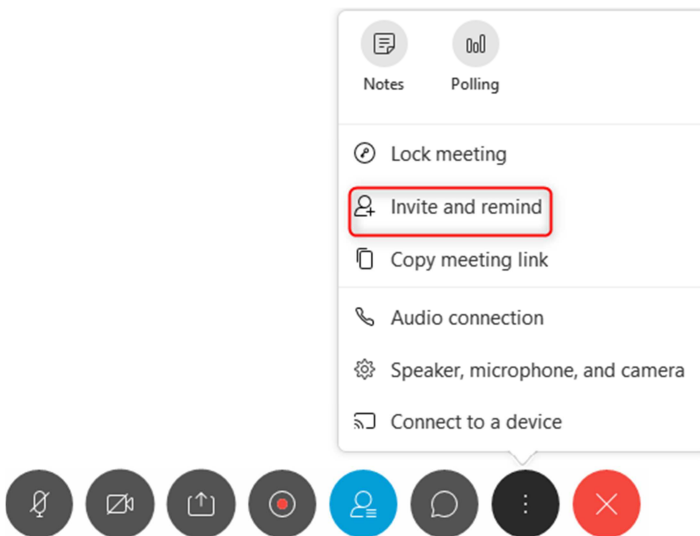 Notes
Polling
Lock meeting
Invite and remind
Copy meeting link
Audio connection
Speaker, microphone, and camera
Connect to a device